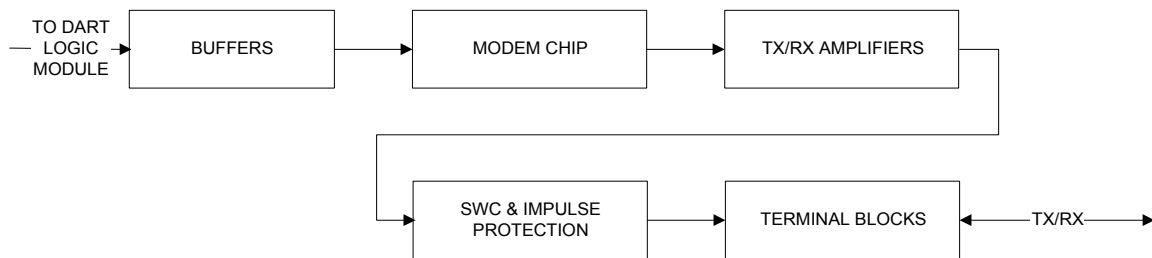 TO DART
LOGIC
MODULE
BUFFERS
MODEM CHIP
TX/RX AMPLIFIERS
SWC & IMPULSE
PROTECTION
TERMINAL BLOCKS
TX/RX